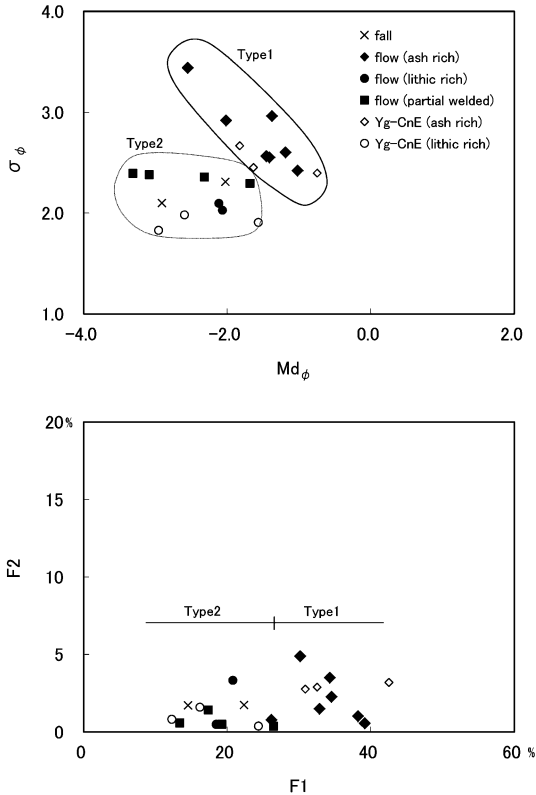 4.0
3.0
2.0
1.0
σφ
-4.0 -2.0 0.0 2.0
Mdφ
Type1
Type2
fall
flow (ash rich)
flow (lithic rich)
flow (partial welded)
Yg-CnE (ash rich)
Yg-CnE (lithic rich)
20%
15
10
5
0
F2
Type2 Type1
0 20 40 60 %
F1